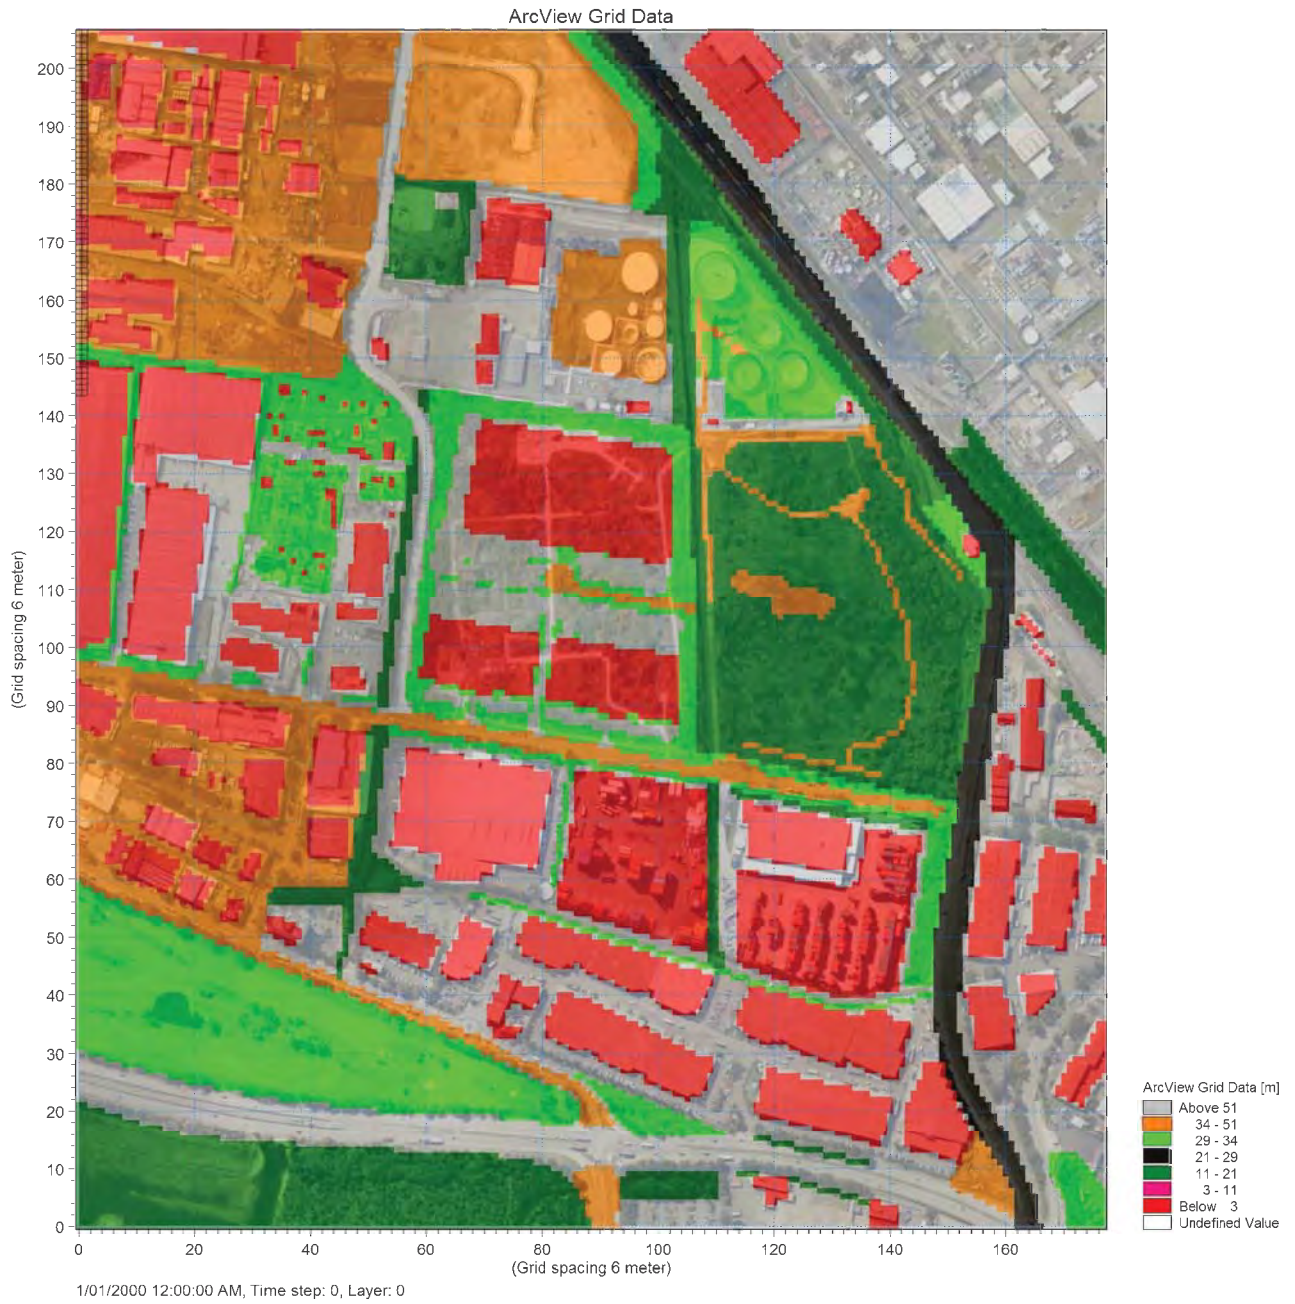 ArcView Grid Data
200
190
180
170
160
150
140
130
120
110
100
90
80
70
60
50
40
30
20
10
0
(Grid spacing 6 meter)
0 20 40 60 80 100 120 140 160
(Grid spacing 6 meter)
ArcView Grid Data [m]
Above 51
34 - 51
29 - 34
21 - 29
11 - 21
3 - 11
Below 3
Undefined Value
1/01/2000 12:00:00 AM, Time step: 0, Layer: 0